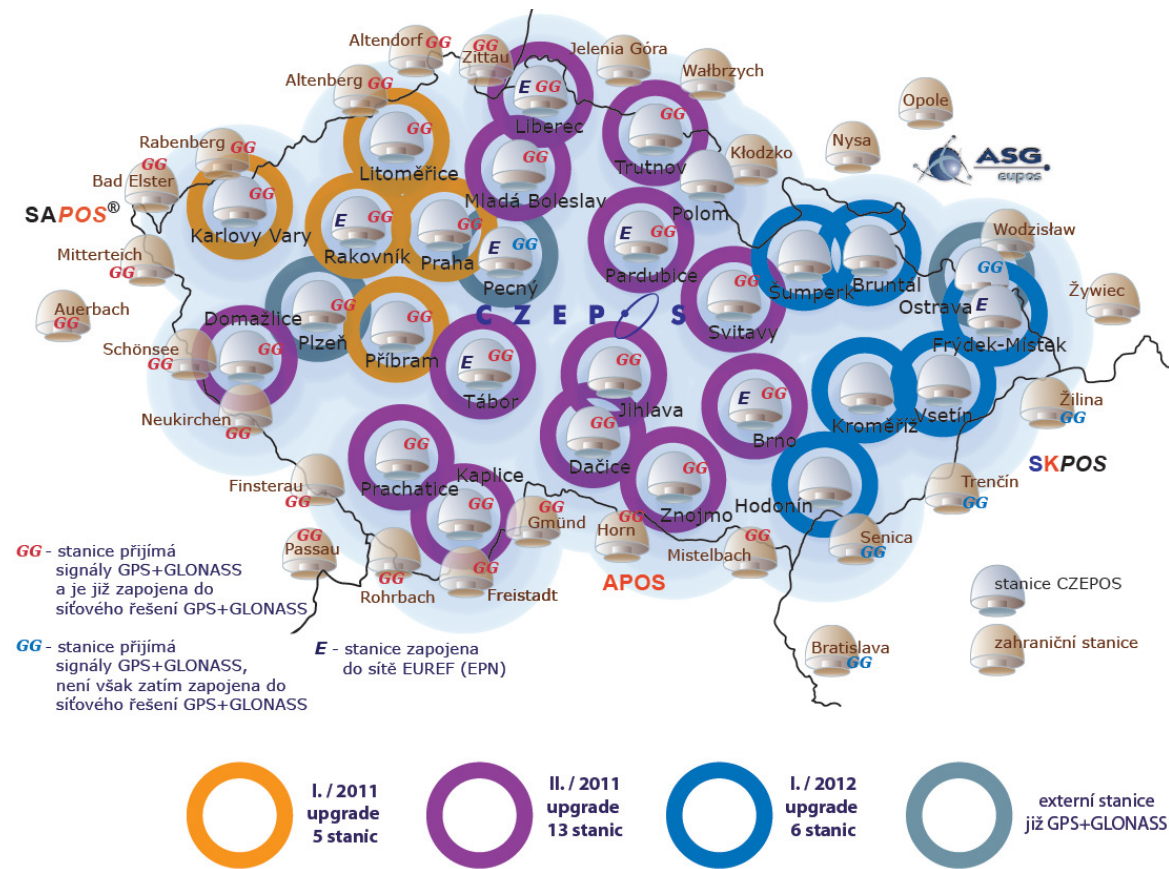 Altendorf GG
GG
Zittau
Jelenia Góra
Wałbrzych
Altenberg GG
E GG
Liberec
Opole
GG
Litoměřice
GG
Trutnov
Nysa
Rabenberg GG
GG
Bad Elster
GG
Mladá Boleslav
Kłodzko
ASG
eupos
SAPOS®
GG
Karlovy Vary
E GG
Rakovník
GG
Praha
E GG
Pecný
Polom
E GG
Pardubice
Šumperk
Bruntál
Wodzisław
Mitterteich
GG
GG
Ostrava
Auerbach
GG
Domažlice
GG
GG
Plzeň
GG
Příbram
CZEPOS
GG
Svitavy
E
Frýdek-Místek
Żywiec
Schönsee
GG
E GG
Tábor
GG
Jihlava
E GG
Brno
Kroměříž
Vsetín
Žilina
GG
Neukirchen
GG
GG
Prachatice
GG
Dačice
SKPOS
Finsterau
GG
Kaplice
GG
GG
Znojmo
Hodonín
Trenčín
GG
GG
Passau
GG
Rohrbach
GG
Freistadt
GG
Gmünd
GG
Horn
APOS
GG
Mistelbach
Senica
GG
Bratislava
GG
GG - stanice přijímá
signály GPS+GLONASS
a je již zapojena do
síťového řešení GPS+GLONASS
GG - stanice přijímá
signály GPS+GLONASS,
není však zatím zapojena do
síťového řešení GPS+GLONASS
E - stanice zapojena
do sítě EUREF (EPN)
stanice CZEPOS
zahraniční stanice
I. / 2011
upgrade
5 stanic
II. / 2011
upgrade
13 stanic
I. / 2012
upgrade
6 stanic
externí stanice
již GPS+GLONASS